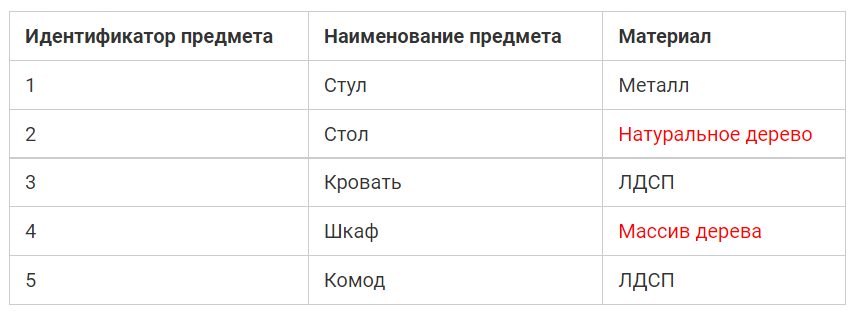 Идентификатор предмета Наименование предмета Материал
1 Стул Металл
2 Стол Натуральное дерево
3 Кровать ЛДСП
4 Шкаф Массив дерева
5 Комод ЛДСП